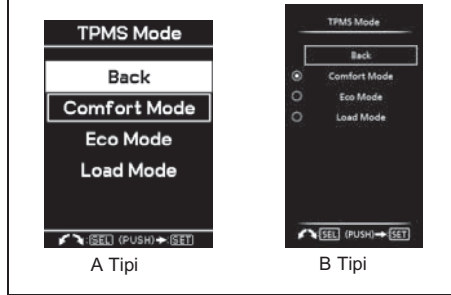 TPMS Mode
Back
Comfort Mode
Eco Mode
Load Mode
:SEL (PUSH)➔:SET
A Tipi
TPMS Mode
Back
Comfort Mode
Eco Mode
Load Mode
SEL (PUSH)➔ SET
B Tipi